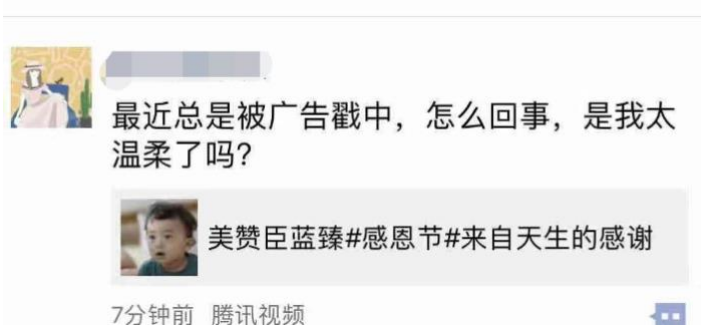 最近总是被广告戳中，怎么回事，是我太
温柔了吗？
美赞臣蓝臻#感恩节#来自天生的感谢
7分钟前 腾讯视频